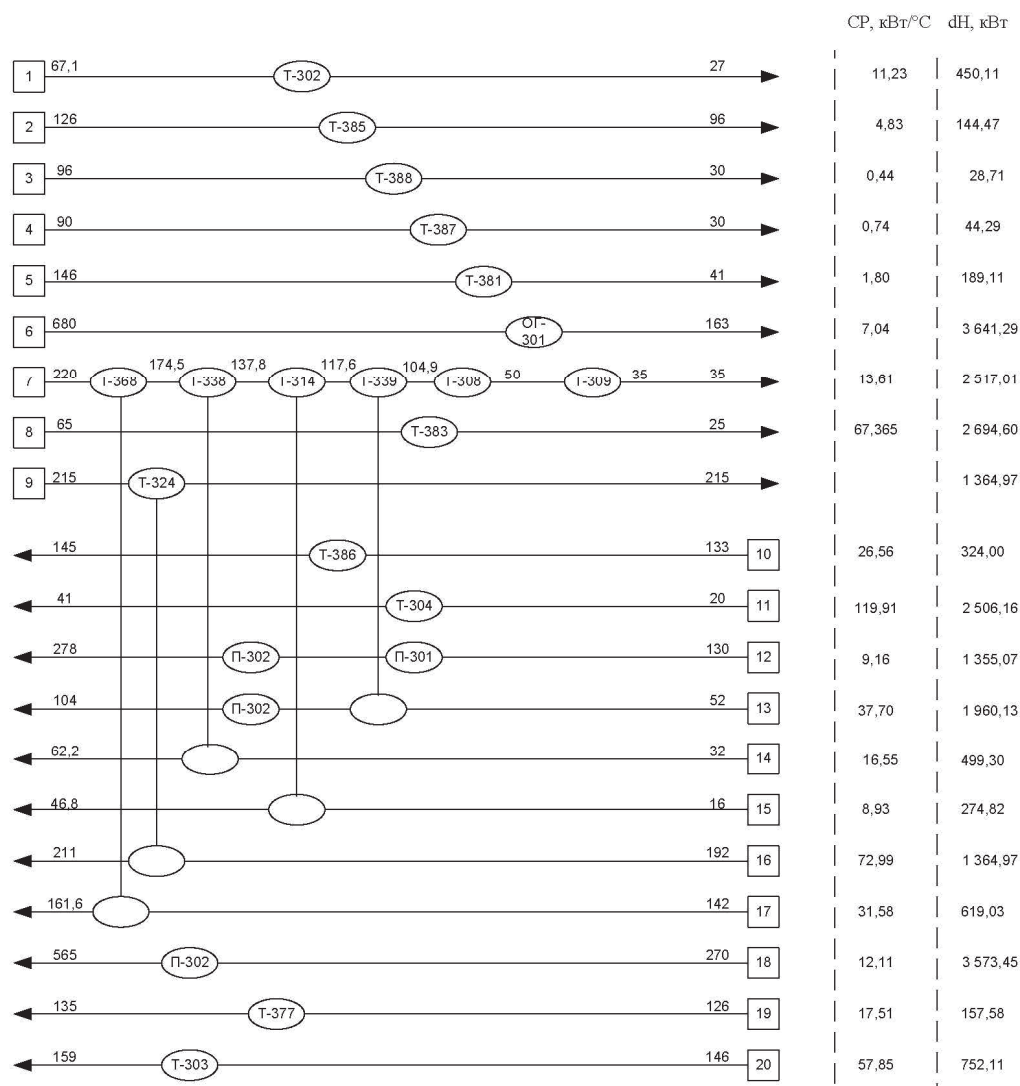 СР, кВт/°С dH, кВт
1 67,1 Т-302 27 11,23 450,11
2 126 Т-385 96 4,83 144,47
3 96 Т-388 30 0,44 28,71
4 90 Т-387 30 0,74 44,29
5 146 Т-381 41 1,80 189,11
6 680 ОГ-301 163 7,04 3 641,29
7 220 Т-368 174,5 Т-338 137,8 Т-314 117,6 Т-339 104,9 Т-308 50 Т-309 35 35 13,61 2 517,01
8 65 Т-383 25 67,365 2 694,60
9 215 Т-324 215 1 364,97
145 Т-386 133 10 26,56 324,00
41 Т-304 20 11 119,91 2 506,16
278 П-302 П-301 130 12 9,16 1 355,07
104 П-302 52 13 37,70 1 960,13
62,2 32 14 16,55 499,30
46,8 16 15 8,93 274,82
211 192 16 72,99 1 364,97
161,6 142 17 31,58 619,03
565 П-302 270 18 12,11 3 573,45
135 Т-377 126 19 17,51 157,58
159 Т-303 146 20 57,85 752,11